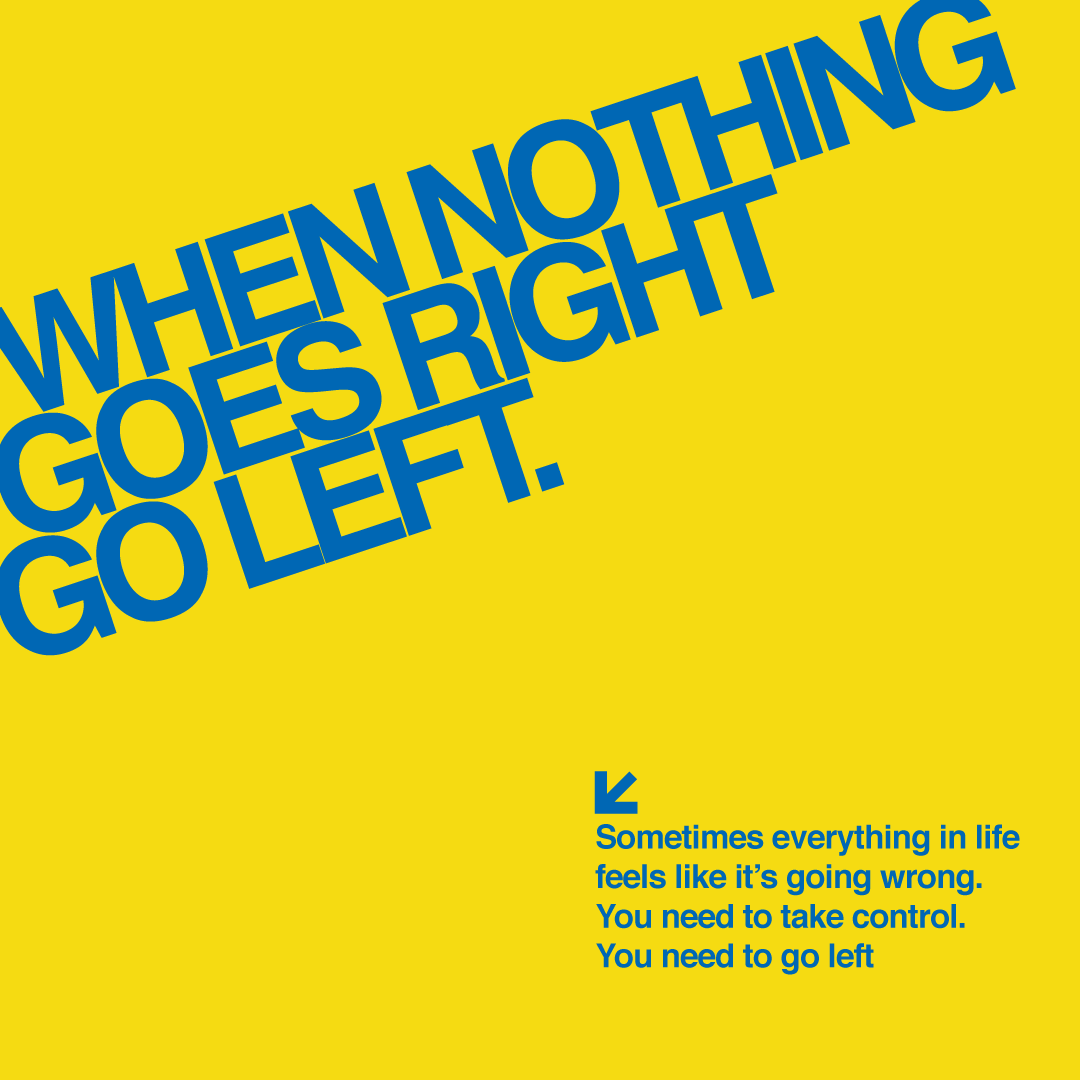 WHEN NOTHING
GOES RIGHT
GO LEFT.
Sometimes everything in life
feels like it’s going wrong.
You need to take control.
You need to go left